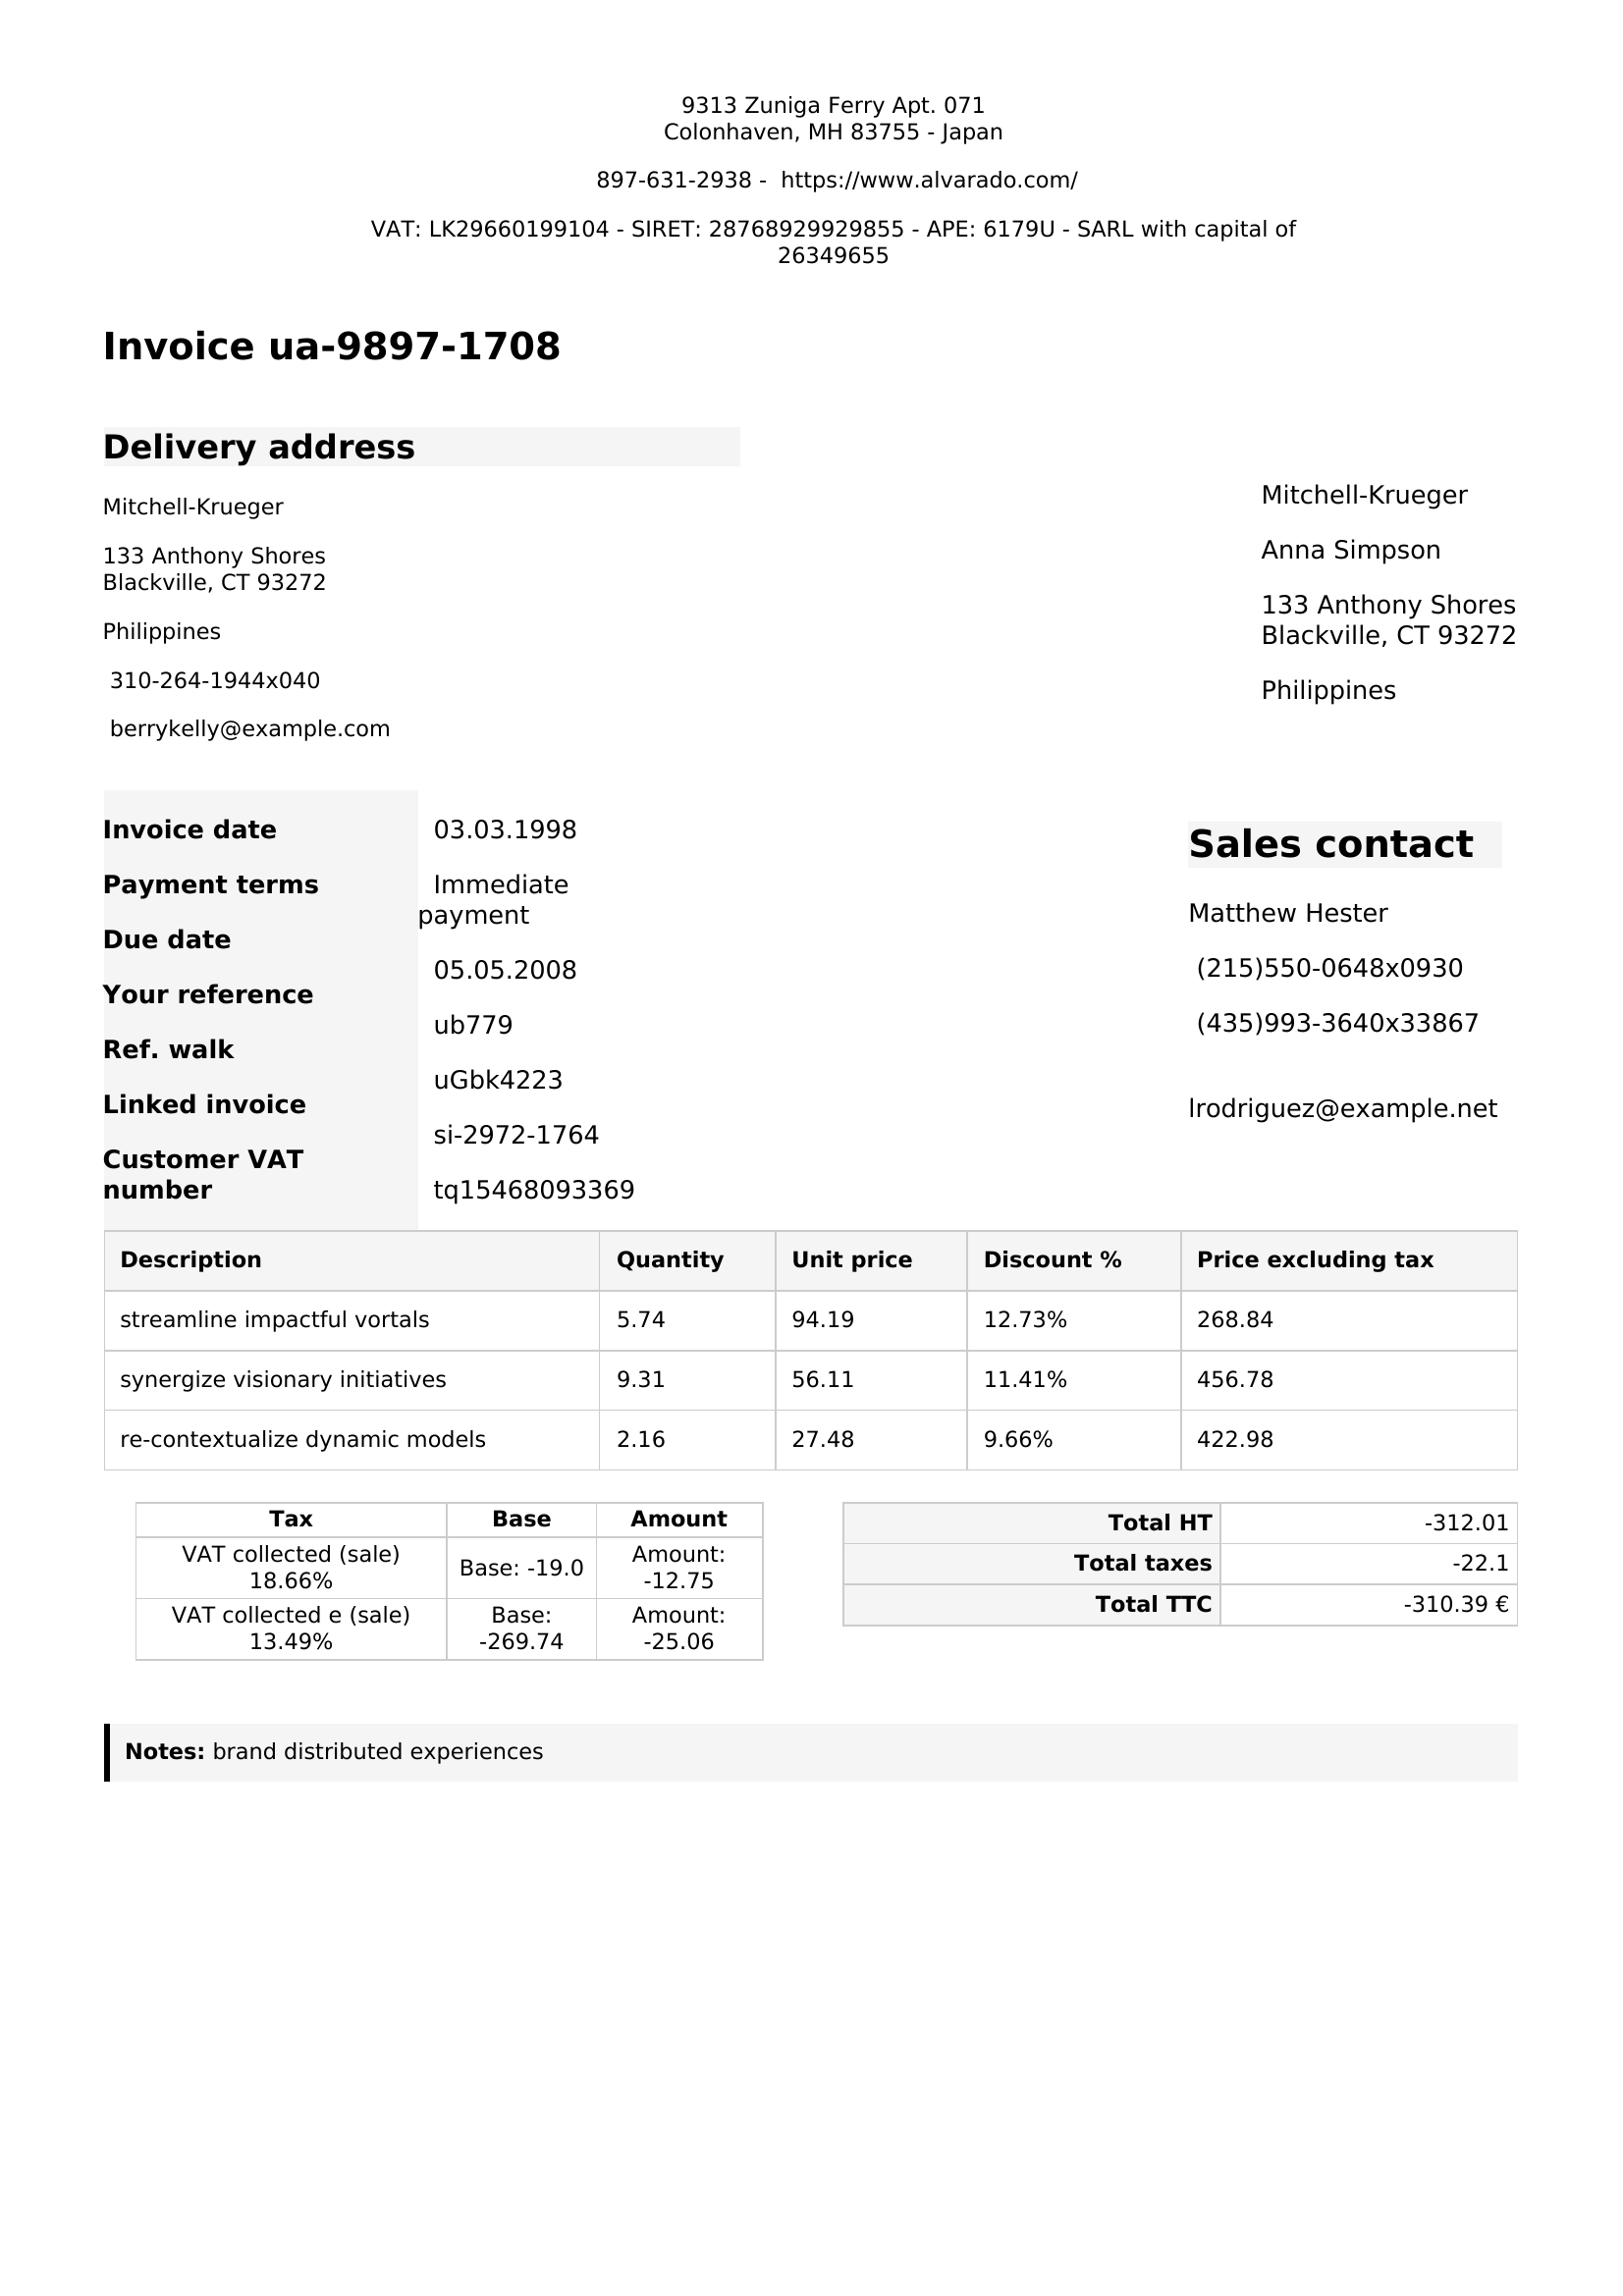 9313 Zuniga Ferry Apt. 071
Colonhaven, MH 83755 - Japan
897-631-2938 - https://www.alvarado.com/
VAT: LK29660199104 - SIRET: 28768929929855 - APE: 6179U - SARL with capital of
26349655
Invoice ua-9897-1708
Delivery address
Mitchell-Krueger
133 Anthony Shores
Blackville, CT 93272
Philippines
310-264-1944x040
berrykelly@example.com
Mitchell-Krueger
Anna Simpson
133 Anthony Shores
Blackville, CT 93272
Philippines
Invoice date
Payment terms
Due date
Your reference
Ref. walk
Linked invoice
Customer VAT
number
03.03.1998
Immediate
payment
05.05.2008
ub779
uGbk4223
si-2972-1764
tq15468093369
Sales contact
Matthew Hester
(215)550-0648x0930
(435)993-3640x33867
lrodriguez@example.net
Description Quantity Unit price Discount % Price excluding tax
streamline impactful vortals 5.74 94.19 12.73% 268.84
synergize visionary initiatives 9.31 56.11 11.41% 456.78
re-contextualize dynamic models 2.16 27.48 9.66% 422.98
Tax Base Amount
VAT collected (sale)
18.66%
Base: -19.0
Amount:
-12.75
VAT collected e (sale)
13.49%
Base:
-269.74
Amount:
-25.06
Total HT -312.01
Total taxes -22.1
Total TTC -310.39 €
Notes: brand distributed experiences